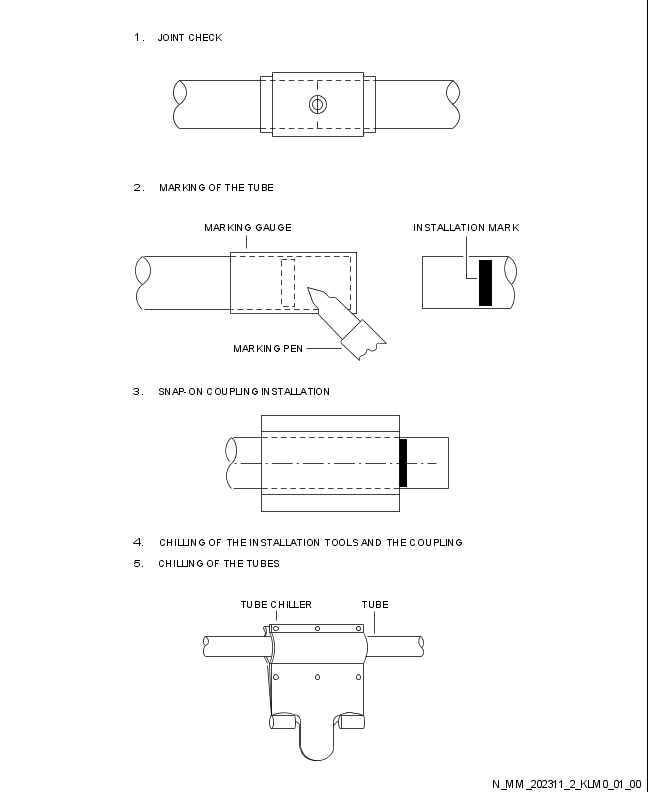 1. JOINT CHECK
2. MARKING OF THE TUBE
MARKING GAUGE
INSTALLATION MARK
MARKING PEN
3. SNAP-ON COUPLING INSTALLATION
4. CHILLING OF THE INSTALLATION TOOLS AND THE COUPLING
5. CHILLING OF THE TUBES
TUBE CHILLER
TUBE
N_MM_202311_2_KLM0_01_00